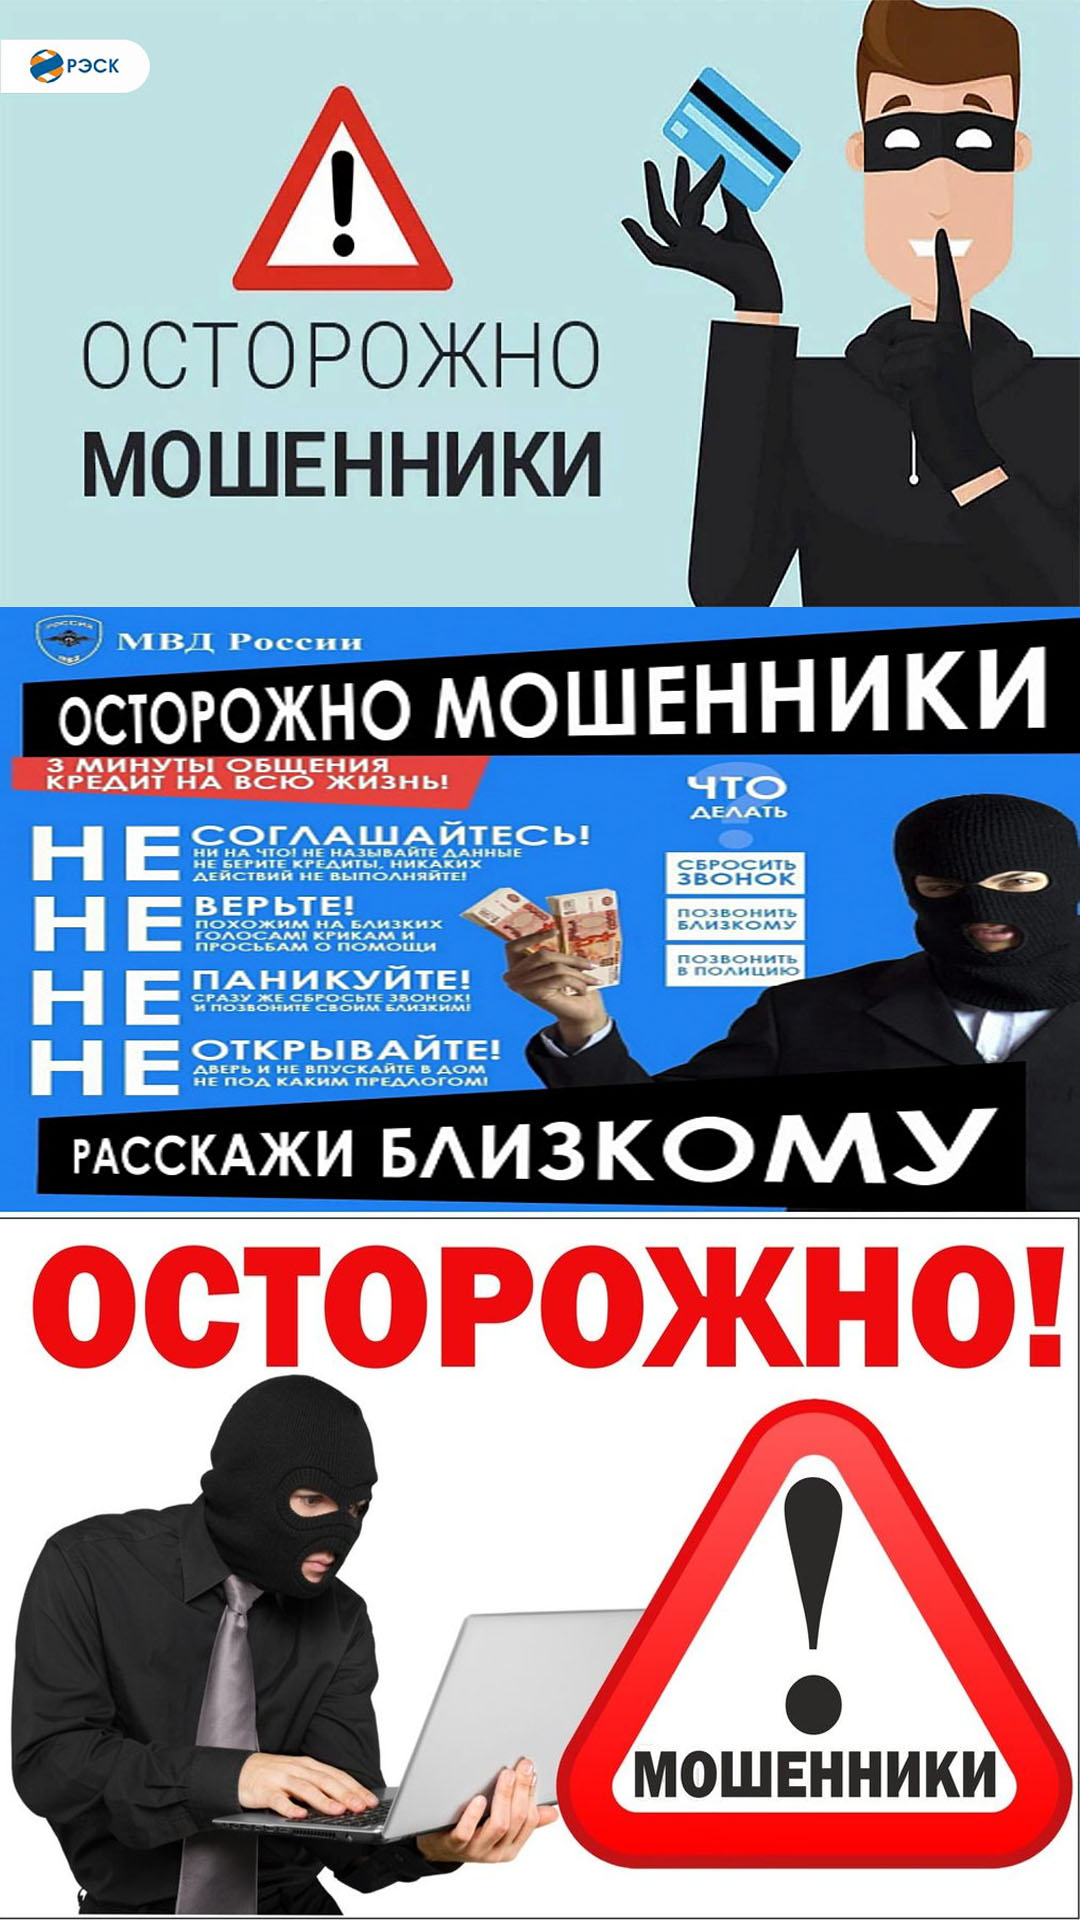 РЭСК
ОСТОРОЖНО
МОШЕННИКИ
РОССИЯ
МВД
МВД России
ОСТОРОЖНО МОШЕННИКИ
3 МИНУТЫ ОБЩЕНИЯ
КРЕДИТ НА ВСЮ ЖИЗНЬ!
НЕ СОГЛАШАЙТЕСЬ!
НИ НА ЧТО! НЕ НАЗЫВАЙТЕ ДАННЫЕ
НЕ БЕРИТЕ КРЕДИТЫ, НИКАКИХ
ДЕЙСТВИЙ НЕ ВЫПОЛНЯЙТЕ!
НЕ ВЕРЬТЕ!
ПОХОЖИМ НА БЛИЗКИХ
ГОЛОСАМ! КРИКАМ И
ПРОСЬБАМ О ПОМОЩИ
НЕ ПАНИКУЙТЕ!
СРАЗУ ЖЕ СБРОСЬТЕ ЗВОНОК!
И ПОЗВОНИТЕ СВОИМ БЛИЗКИМ!
НЕ ОТКРЫВАЙТЕ!
ДВЕРЬ И НЕ ВПУСКАЙТЕ В ДОМ
НЕ ПОД КАКИМ ПРЕДЛОГОМ!
ЧТО
ДЕЛАТЬ
?
СБРОСИТЬ
ЗВОНОК
ПОЗВОНИТЬ
БЛИЗКОМУ
ПОЗВОНИТЬ
В ПОЛИЦИЮ
РАССКАЖИ БЛИЗКОМУ
ОСТОРОЖНО!
МОШЕННИКИ